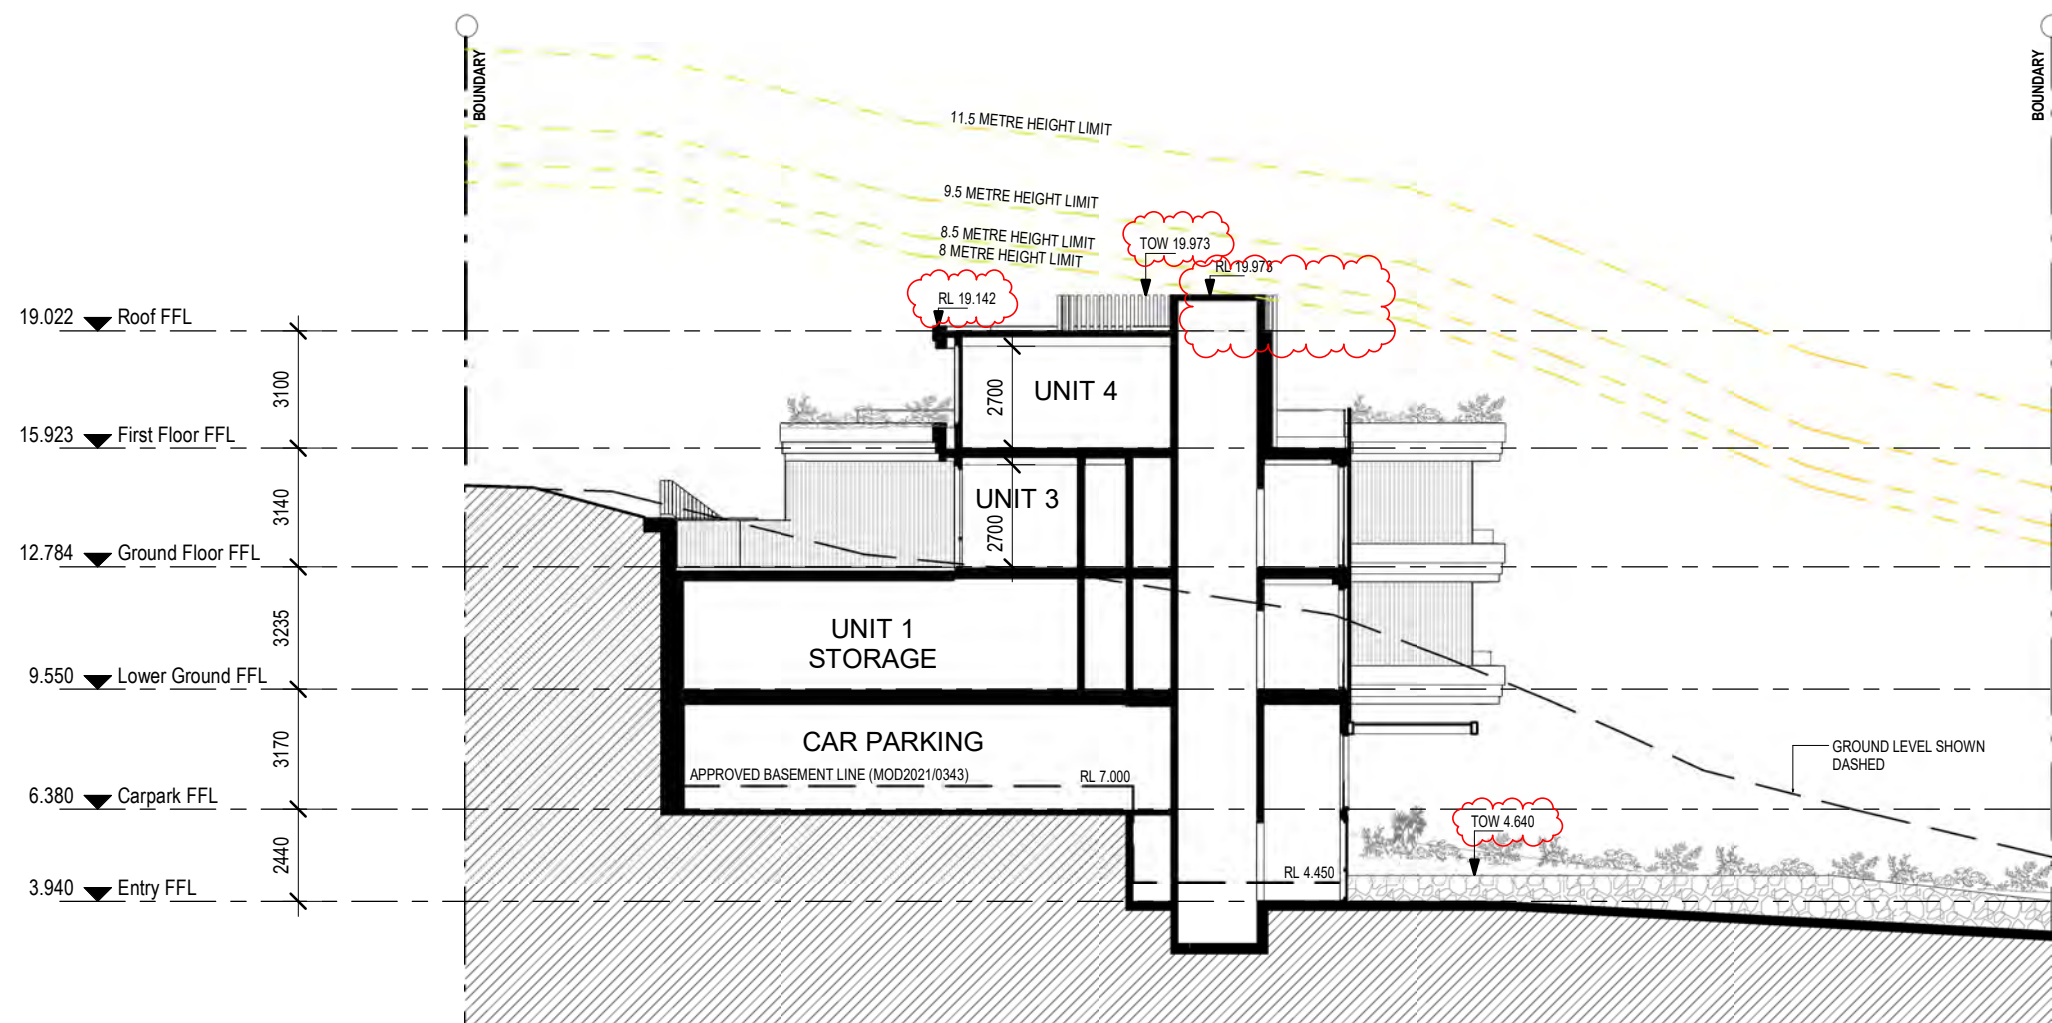 BOUNDARY
BOUNDARY
11.5 METRE HEIGHT LIMIT
9.5 METRE HEIGHT LIMIT
8.5 METRE HEIGHT LIMIT
8 METRE HEIGHT LIMIT
TOW 19.973
RL 19.973
RL 19.142
19.022 Roof FFL
3100
2700
UNIT 4
15.923 First Floor FFL
3140
2700
UNIT 3
12.784 Ground Floor FFL
3235
UNIT 1
STORAGE
9.550 Lower Ground FFL
3170
CAR PARKING
GROUND LEVEL SHOWN
DASHED
APPROVED BASEMENT LINE (MOD2021/0343)
RL 7.000
6.380 Carpark FFL
2440
TOW 4.640
RL 4.450
3.940 Entry FFL